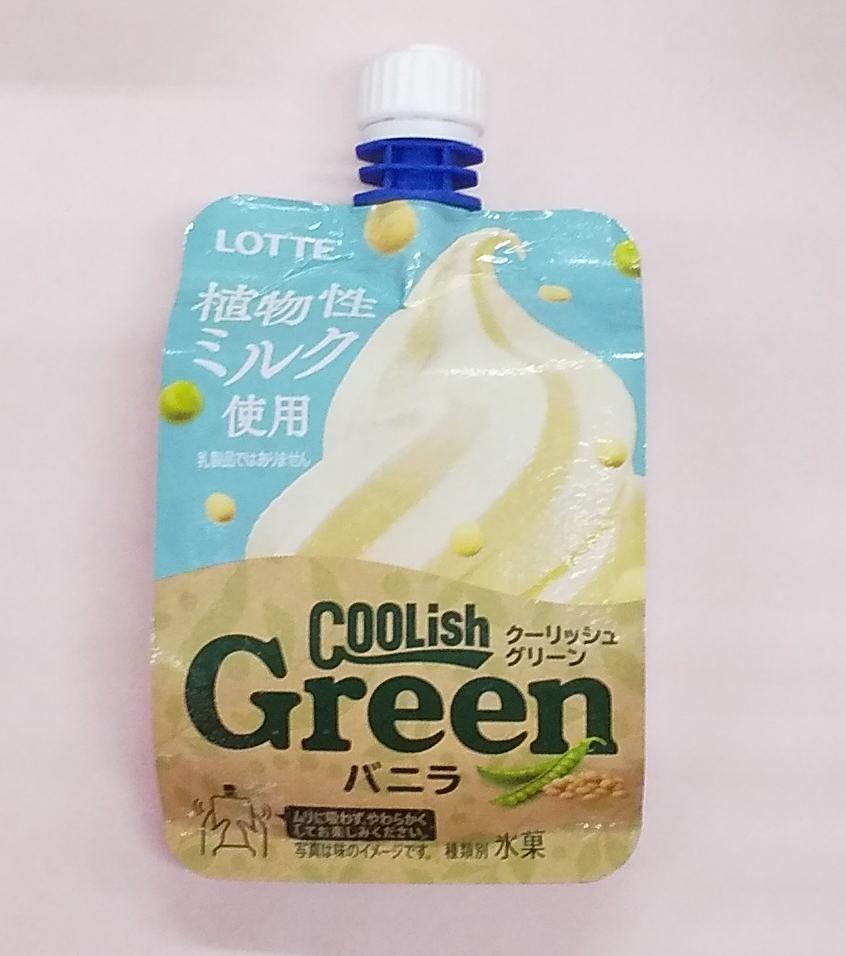 LOTTE
植物性
ミルク
使用
乳製品ではありません
COOLish
クーリッシュ
グリーン
Green
バニラ
ムリに吸わず、やわらかく
してお楽しみください。
写真は味のイメージです。 種類別 氷菓